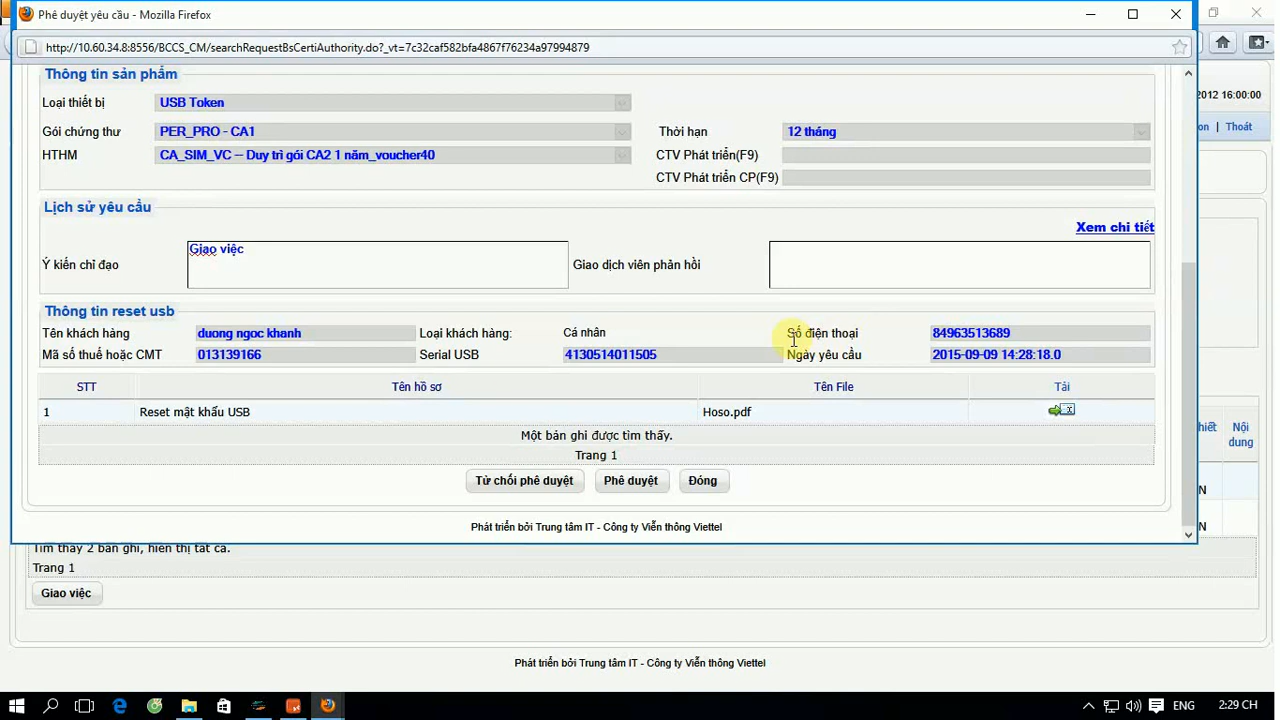 Phê duyệt yêu cầu - Mozilla Firefox
http://10.60.34.8:8556/BCCS_CM/searchRequestBsCertiAuthority.do?_vt=7c32caf582bfa4867f76234a97994879
2012 16:00:00
Thông tin sản phẩm
Loại thiết bị USB Token
on | Thoát
Gói chứng thư PER_PRO - CA1 Thời hạn 12 tháng
HTHM CA_SIM_VC -- Duy trì gói CA2 1 năm_voucher40 CTV Phát triển(F9)
CTV Phát triển CP(F9)
Lịch sử yêu cầu
Xem chi tiết
Ý kiến chỉ đạo Giao việc Giao dịch viên phản hồi
Thông tin reset usb
Tên khách hàng duong ngoc khanh Loại khách hàng: Cá nhân Số điện thoại 84963513689
Mã số thuế hoặc CMT 013139166 Serial USB 4130514011505 Ngày yêu cầu 2015-09-09 14:28:18.0
STT Tên hồ sơ Tên File Tải
1 Reset mật khẩu USB Hoso.pdf
Một bản ghi được tìm thấy.
Trang 1
hiết Nội dung
N
Từ chối phê duyệt Phê duyệt Đóng
Phát triển bởi Trung tâm IT - Công ty Viễn thông Viettel
N
Tìm thấy 2 bản ghi, hiển thị tất cả.
Trang 1
Giao việc
Phát triển bởi Trung tâm IT - Công ty Viễn thông Viettel
ENG 2:29 CH